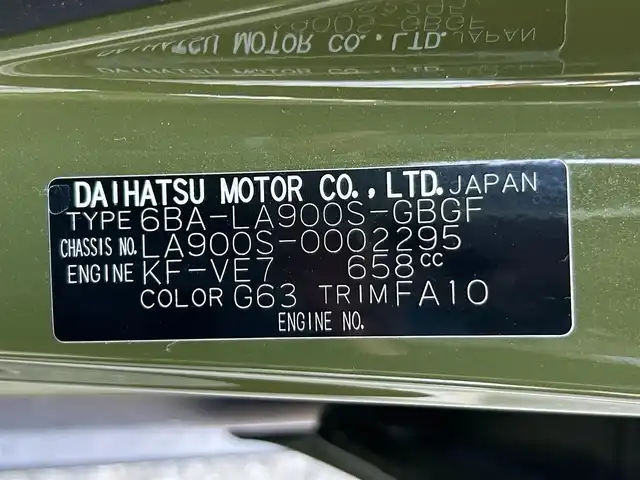 DAIHATSU MOTOR CO., LTD. JAPAN
TYPE 6BA-LA900S-GBGF
CHASSIS NO. LA900S-0002295
ENGINE KF-VE7 658cc
COLOR G63 TRIM FA10
ENGINE NO.